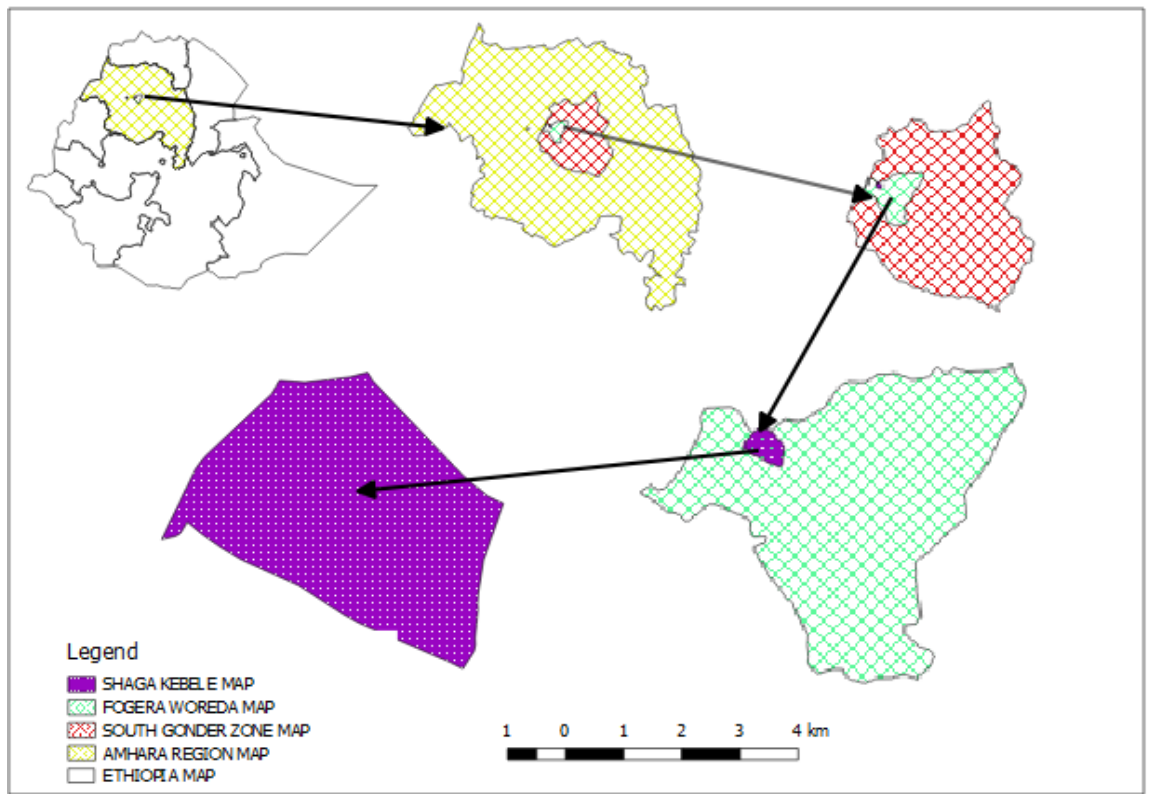 Legend
SHAGA KEBELE MAP
FOGERA WOREDA MAP
SOUTH GONDER ZONE MAP
AMHARA REGION MAP
ETHIOPIA MAP
1 0 1 2 3 4 km